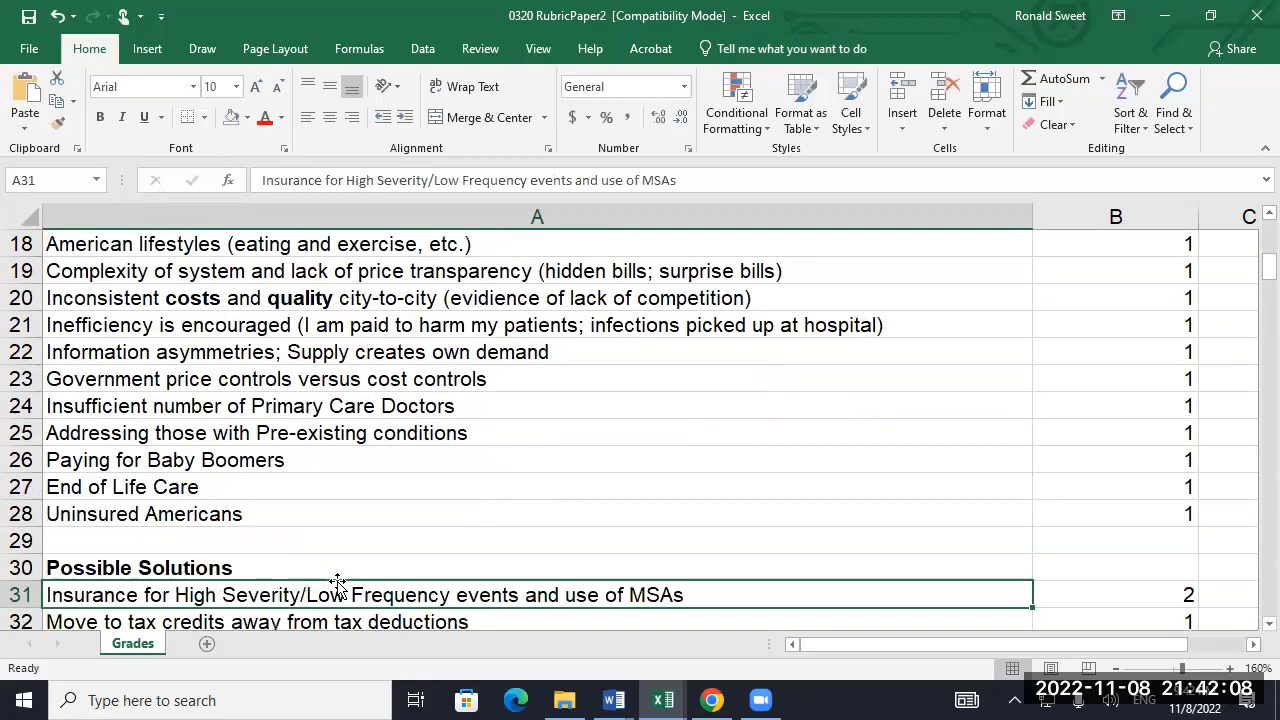 0320 RubricPaper2 [Compatibility Mode] - Excel
Ronald Sweet
File Home Insert Draw Page Layout Formulas Data Review View Help Acrobat Tell me what you want to do Share
Paste
Clipboard
Arial 10
B I U
Font
Wrap Text
Merge & Center
Alignment
General
$ % ,
Number
Conditional Formatting
Format as Table
Cell Styles
Styles
Insert Delete Format
Cells
AutoSum
Fill
Clear
Sort & Filter
Find & Select
Editing
A31 fx Insurance for High Severity/Low Frequency events and use of MSAs
A B C
18 American lifestyles (eating and exercise, etc.) 1
19 Complexity of system and lack of price transparency (hidden bills; surprise bills) 1
20 Inconsistent costs and quality city-to-city (evidience of lack of competition) 1
21 Inefficiency is encouraged (I am paid to harm my patients; infections picked up at hospital) 1
22 Information asymmetries; Supply creates own demand 1
23 Government price controls versus cost controls 1
24 Insufficient number of Primary Care Doctors 1
25 Addressing those with Pre-existing conditions 1
26 Paying for Baby Boomers 1
27 End of Life Care 1
28 Uninsured Americans 1
29
30 Possible Solutions
31 Insurance for High Severity/Low Frequency events and use of MSAs 2
32 Move to tax credits away from tax deductions 1
Grades
Ready 160%
Type here to search
2022-11-08 21:42:08
ENG
11/8/2022